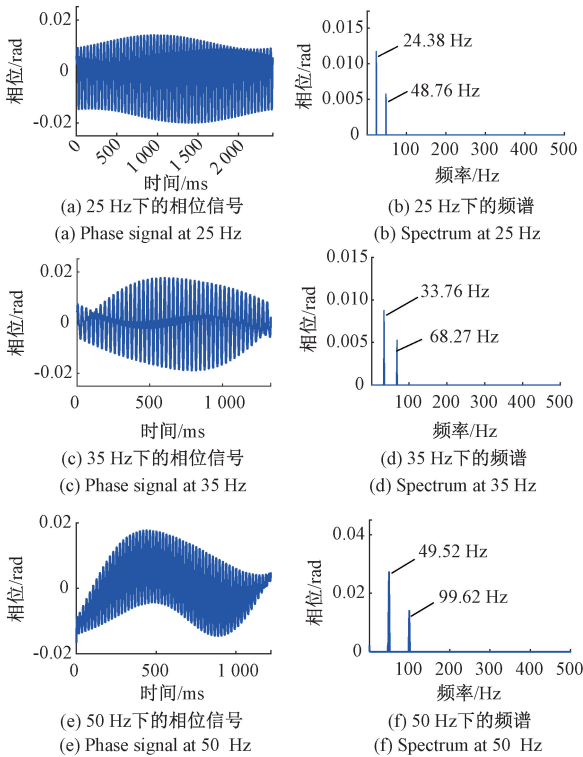 0.02
0
-0.02
相位/rad
0
500
1 000
1 500
2 000
时间/ms
(a) 25 Hz下的相位信号
(a) Phase signal at 25 Hz
0.015
0.010
0.005
0
相位/rad
24.38 Hz
48.76 Hz
100 200 300 400 500
频率/Hz
(b) 25 Hz下的频谱
(b) Spectrum at 25 Hz
0.02
0
-0.02
相位/rad
0 500 1 000
时间/ms
(c) 35 Hz下的相位信号
(c) Phase signal at 35 Hz
0.015
0.010
0.005
0
相位/rad
33.76 Hz
68.27 Hz
100 200 300 400 500
频率/Hz
(d) 35 Hz下的频谱
(d) Spectrum at 35 Hz
0.02
0
-0.02
相位/rad
0 500 1 000
时间/ms
(e) 50 Hz下的相位信号
(e) Phase signal at 50 Hz
0.04
0.02
0
相位/rad
49.52 Hz
99.62 Hz
100 200 300 400 500
频率/Hz
(f) 50 Hz下的频谱
(f) Spectrum at 50 Hz